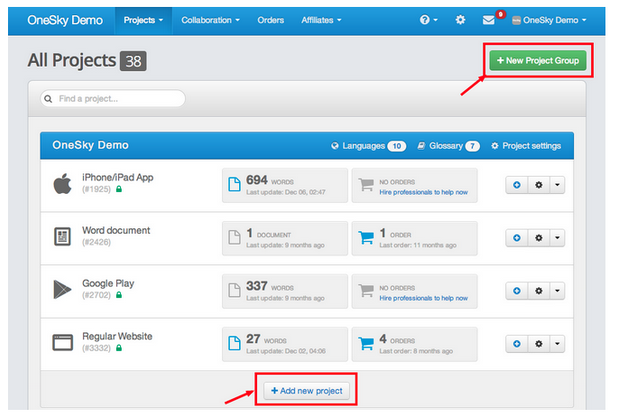 OneSky Demo Projects Collaboration Orders Affiliates ? 9 OneSky Demo
All Projects 38
+ New Project Group
Find a project...
OneSky Demo Languages 10 Glossary 7 Project settings
iPhone/iPad App
(#1925)
694 WORDS
Last update: Dec 06, 02:47
NO ORDERS
Hire professionals to help now
Word document
(#2426)
1 DOCUMENT
Last update: 9 months ago
1 ORDER
Last order: 11 months ago
Google Play
(#2702)
337 WORDS
Last update: 9 months ago
NO ORDERS
Hire professionals to help now
Regular Website
(#3332)
27 WORDS
Last update: Dec 02, 04:06
4 ORDERS
Last order: 8 months ago
+ Add new project